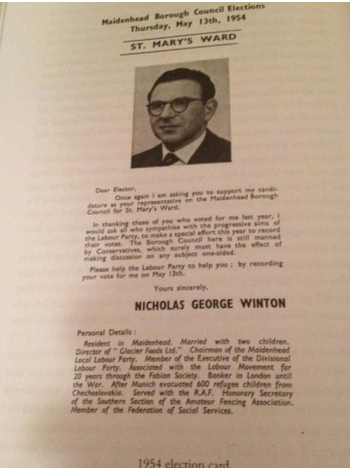 Maidenhead Borough Council Elections
Thursday, May 13th, 1954
ST. MARY'S WARD
Dear Elector,
Once again I am asking you to support my candi-
dature as your representative on the Maidenhead Borough
Council for St. Mary's Ward.
In thanking those of you who voted for me last year, I
would ask all who sympathise with the progressive aims of
the Labour Party, to make a special effort this year to record
their votes. The Borough Council here is still manned
by Conservatives, which surely must have the effect of
making discussion on any subject one-sided.
Please help the Labour Party to help you ; by recording
your vote for me on May 13th.
Yours sincerely,
NICHOLAS GEORGE WINTON
Personal Details :
Resident in Maidenhead. Married with two children.
Director of " Glacier Foods Ltd." Chairman of the Maidenhead
Local Labour Party. Member of the Executive of the Divisional
Labour Party. Associated with the Labour Movement for
20 years through the Fabian Society. Banker in London until
the War. After Munich evacuated 600 refugee children from
Chechoslovakia. Served with the R.A.F. Honorary Secretary
of the Southern Section of the Amateur Fencing Association.
Member of the Federation of Social Services.
1954 election card